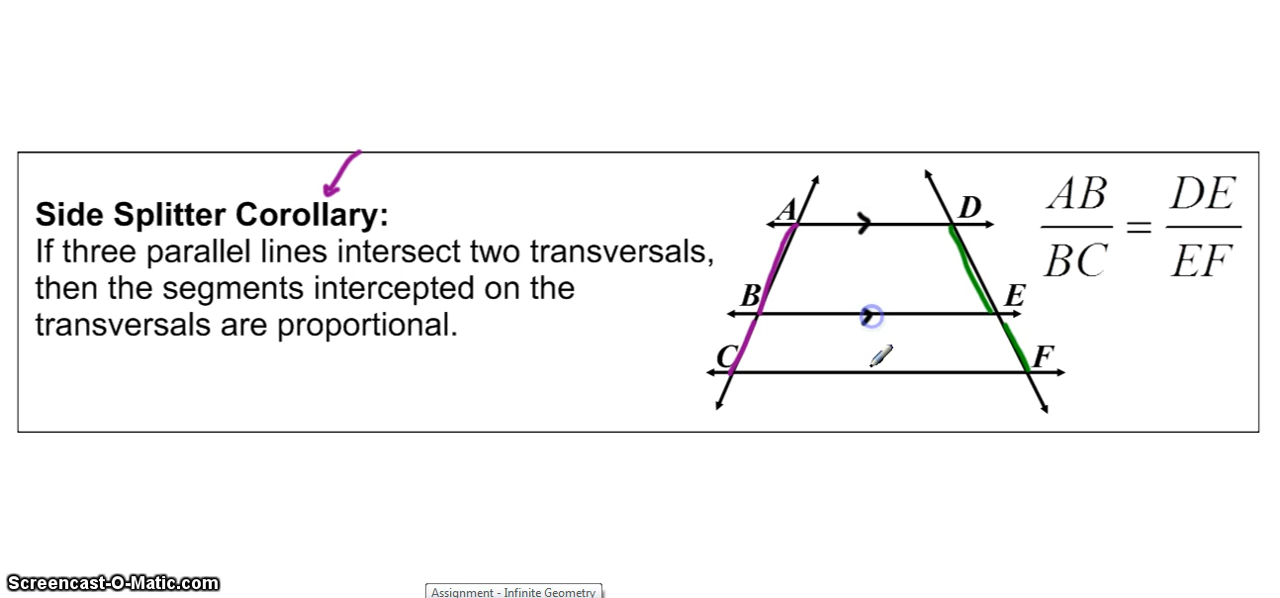 Side Splitter Corollary:
If three parallel lines intersect two transversals,
then the segments intercepted on the
transversals are proportional.
A
D
B
E
C
F
AB
BC
=
DE
EF
Screencast-O-Matic.com
Assignment - Infinite Geometry